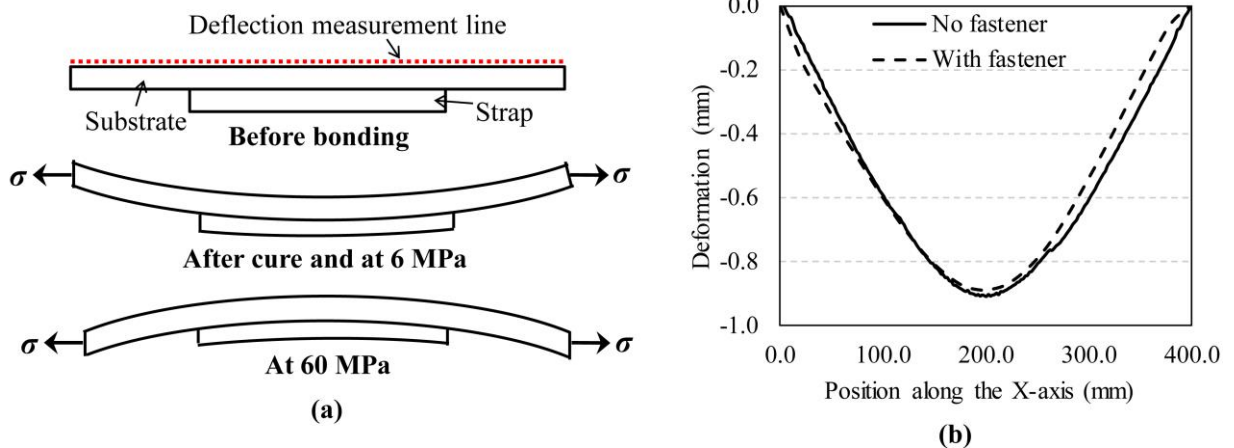 Deflection measurement line
Substrate
Strap
Before bonding
σ
σ
After cure and at 6 MPa
σ
σ
At 60 MPa
(a)
No fastener
With fastener
0.0
-0.2
-0.4
-0.6
-0.8
-1.0
Deformation (mm)
0.0 100.0 200.0 300.0 400.0
Position along the X-axis (mm)
(b)